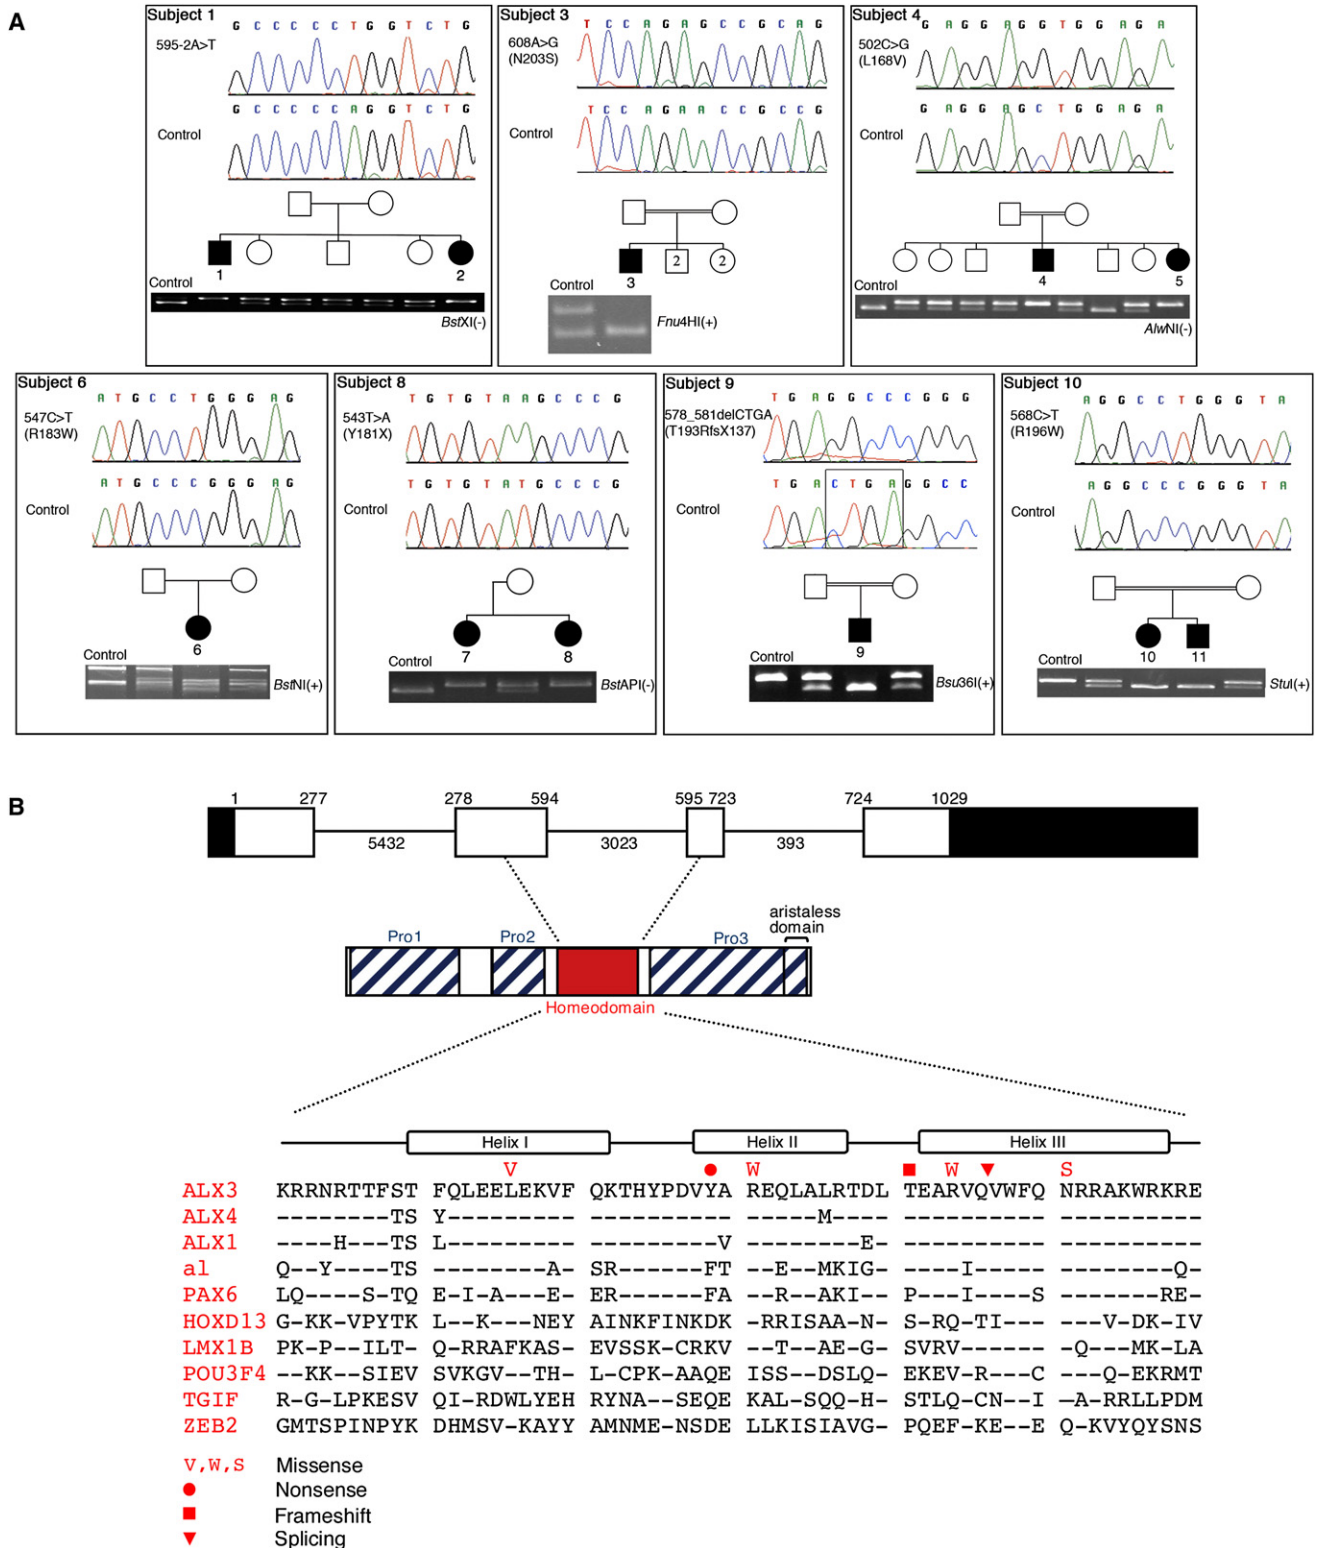 A
Subject 1
G C C C C C T G G T C T G
595-2A>T
G C C C C C A G G T C T G
Control
1
2
Control
BstXI(-)
Subject 3
T C C A G A G C C G C A G
608A>G
(N203S)
T C C A G A A C C G C C G
Control
2
2
3
Control
Fnu4HI(+)
Subject 4
G A G G A G G T G G A G A
502C>G
(L168V)
G A G G A G C T G G A G A
Control
4
5
Control
AlwNI(-)
Subject 6
A T G C C T G G G A G
547C>T
(R183W)
A T G C C C G G G A G
Control
6
Control
BstNI(+)
Subject 8
T G T G T A A G C C C G
543T>A
(Y181X)
T G T G T A T G C C C G
Control
7
8
Control
BstAPI(-)
Subject 9
T G A G G C C C G G G
578_581delCTGA
(T193RfsX137)
T G A C T G A G G C C
Control
9
Control
Bsu36I(+)
Subject 10
A G G C C T G G G T A
568C>T
(R196W)
A G G C C C G G G T A
Control
10
11
Control
StuI(+)
B
1 277 278 594 595 723 724 1029
5432 3023 393
aristaless
domain
Pro1 Pro2 Pro3
Homeodomain
Helix I Helix II Helix III
V W W S
ALX3 KRRNRTTFST FQLEELEKVF QKTHYPDVYA REQLALRTDL TEARVQVWFQ NRRAKWRKRE
ALX4 --------TS Y--------- ---------- -----M---- ---------- ----------
ALX1 ----H---TS L--------- ---------V --------E- ---------- ----------
al Q--Y----TS --------A- SR------FT --E--MKIG- ----I----- --------Q-
PAX6 LQ----S-TQ E-I-A---E- ER------FA --R--AKI-- P---I----S -------RE-
HOXD13 G-KK-VPYTK L--K---NEY AINKFINKDK -RRISAA-N- S-RQ-TI--- ---V-DK-IV
LMX1B PK-P--ILT- Q-RRAFKAS- EVSSK-CRKV --T--AE-G- SVRV------ -Q---MK-LA
POU3F4 --KK--SIEV SVKGV--TH- L-CPK-AAQE ISS--DSLQ- EKEV-R---C ---Q-EKRMT
TGIF R-G-LPKESV QI-RDWLYEH RYNA--SEQE KAL-SQQ-H- STLQ-CN--I -A-RRLLPDM
ZEB2 GMTSPINPYK DHMSV-KAYY AMNME-NSDE LLKISIAVG- PQEF-KE--E Q-KVYQYSNS
V,W,S Missense
Nonsense
Frameshift
Splicing